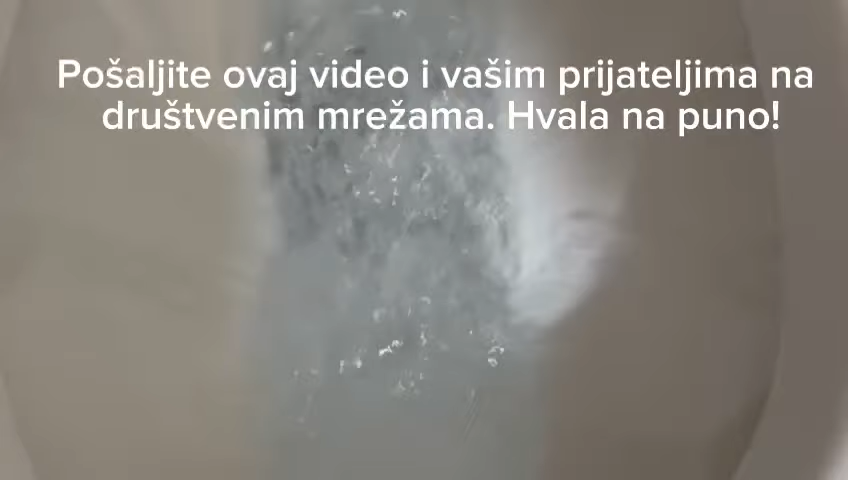 Pošaljite ovaj video i vašim prijateljima na
društvenim mrežama. Hvala na puno!